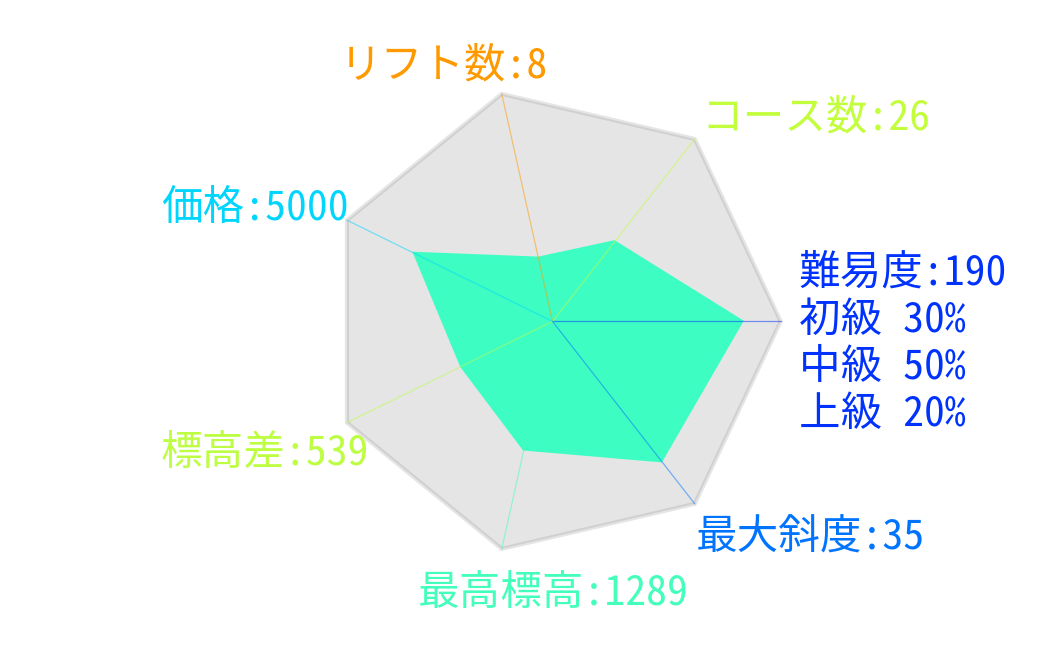 リフト数:8
コース数:26
価格:5000
難易度:190
初級 30%
中級 50%
上級 20%
標高差:539
最大斜度:35
最高標高:1289